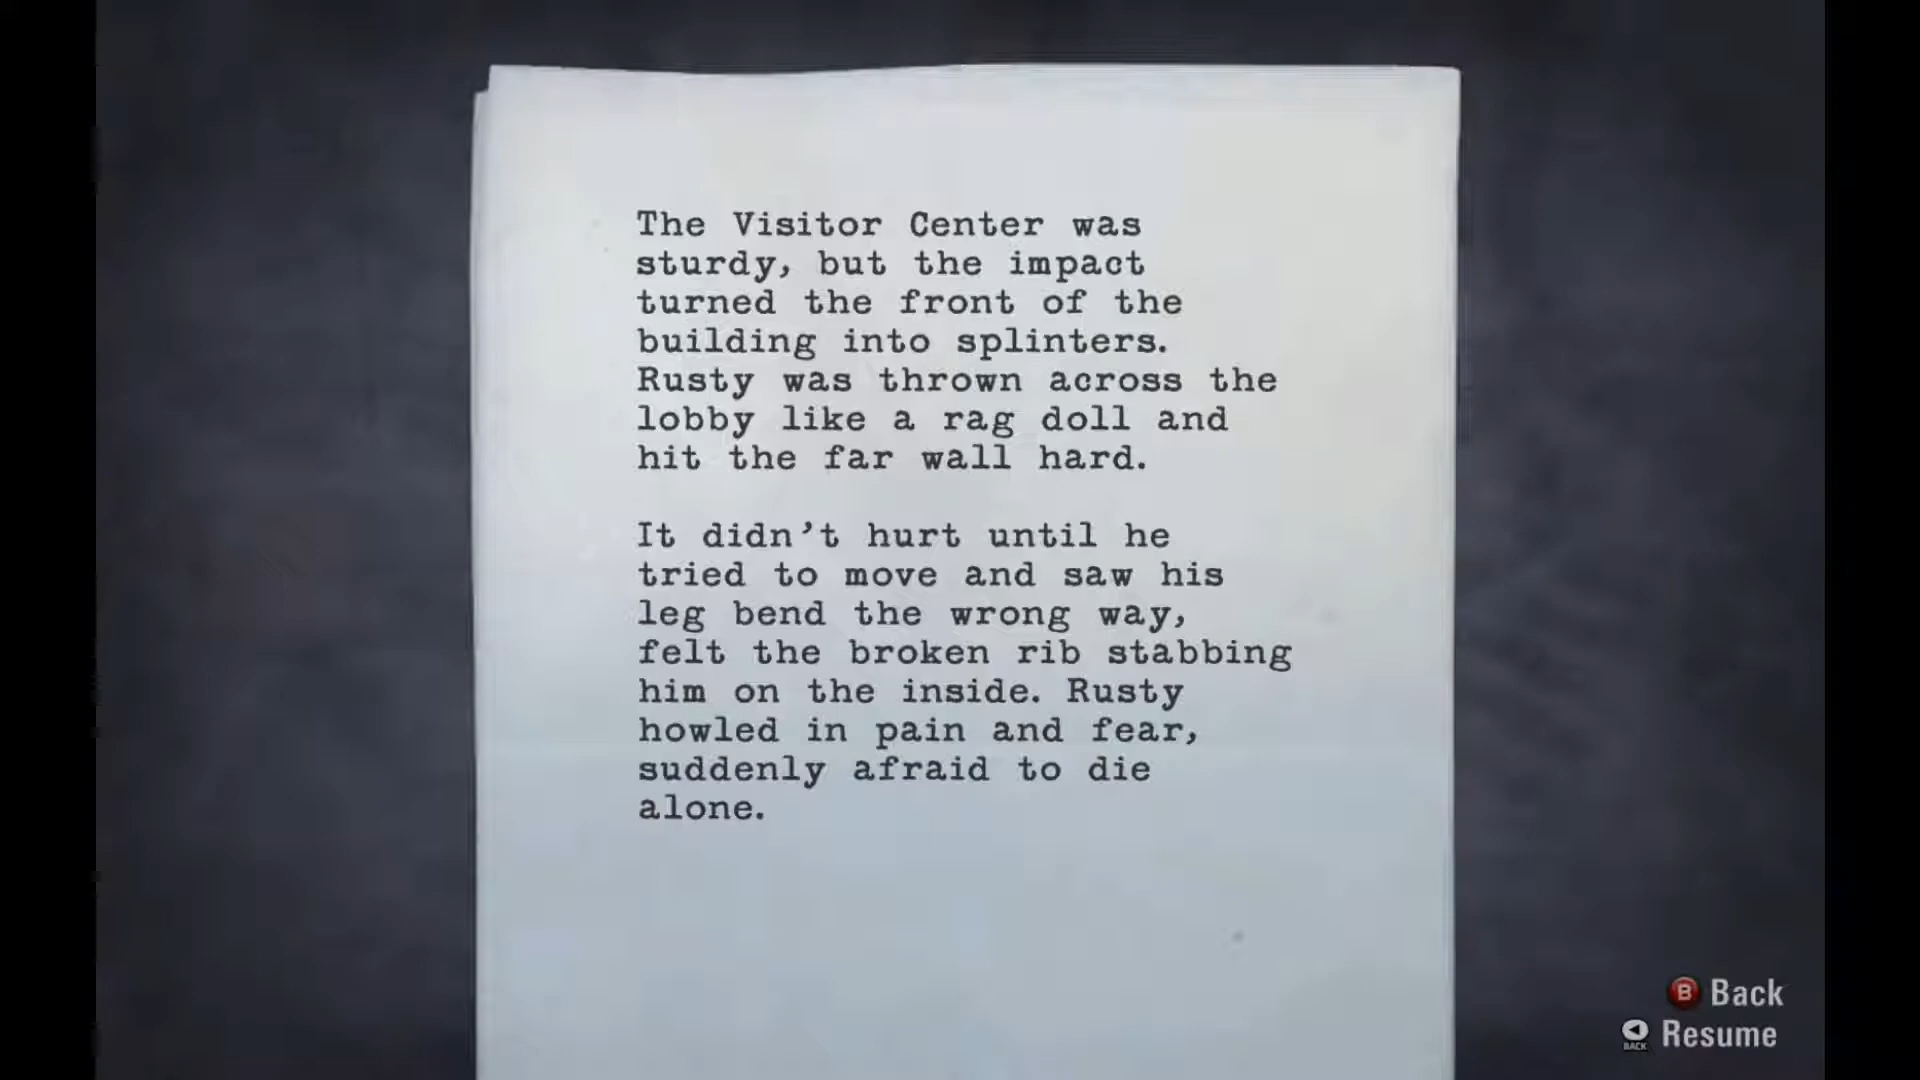 The Visitor Center was
sturdy, but the impact
turned the front of the
building into splinters.
Rusty was thrown across the
lobby like a rag doll and
hit the far wall hard.
It didn’t hurt until he
tried to move and saw his
leg bend the wrong way,
felt the broken rib stabbing
him on the inside. Rusty
howled in pain and fear,
suddenly afraid to die
alone.
B Back
BACK Resume